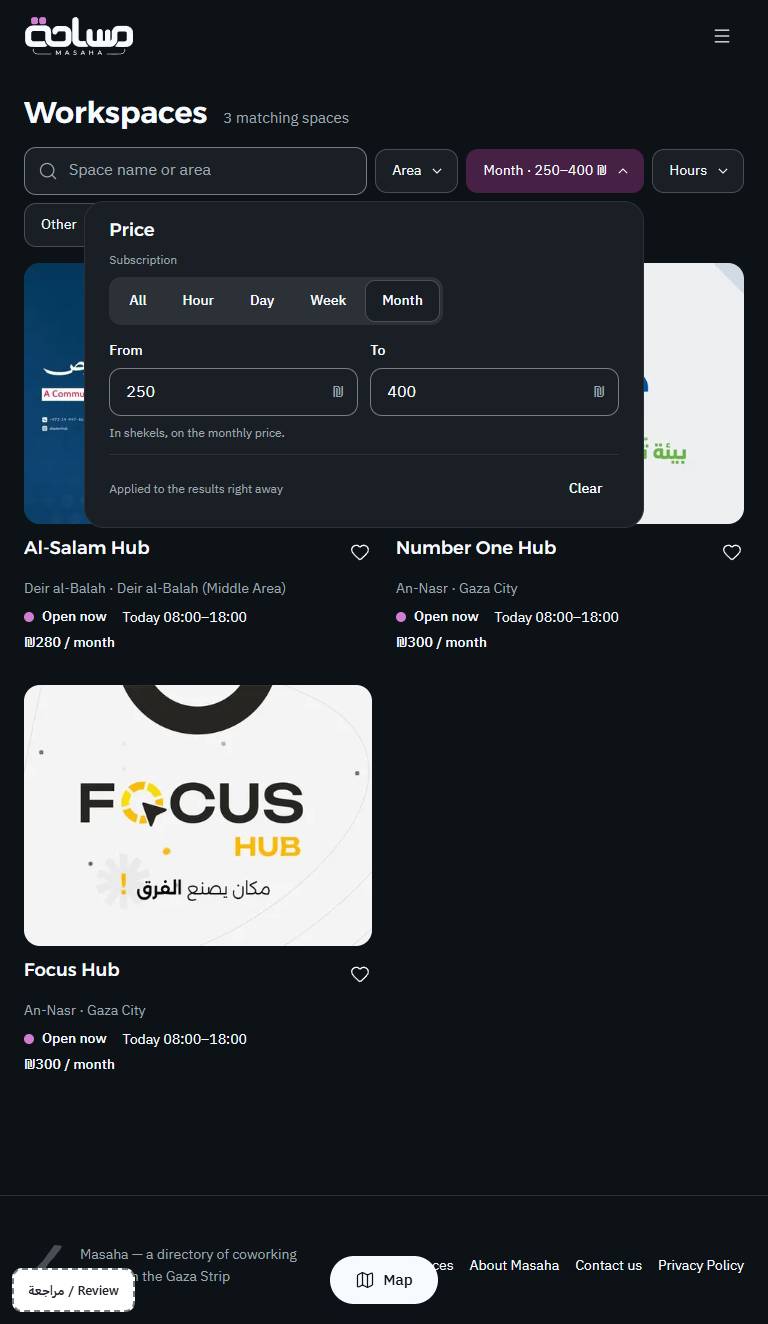 مساحة
MASAHA
Workspaces 3 matching spaces
Space name or area
Area
Month · 250–400 ₪
Hours
Other
Price
Subscription
All Hour Day Week Month
From To
250 ₪ 400 ₪
In shekels, on the monthly price.
Applied to the results right away Clear
A Commu
بيئة
Al-Salam Hub
Deir al-Balah · Deir al-Balah (Middle Area)
Open now Today 08:00–18:00
₪280 / month
Number One Hub
An-Nasr · Gaza City
Open now Today 08:00–18:00
₪300 / month
FOCUS
HUB
مكان يصنع الفرق !
Focus Hub
An-Nasr · Gaza City
Open now Today 08:00–18:00
₪300 / month
Masaha — a directory of coworking
the Gaza Strip
ces About Masaha Contact us Privacy Policy
Map
مراجعة / Review